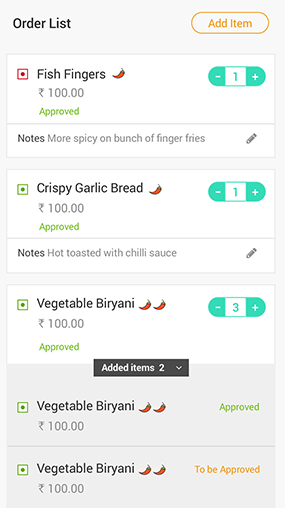 Order List
Add Item
Fish Fingers
- 1 +
₹ 100.00
Approved
Notes More spicy on bunch of finger fries
Crispy Garlic Bread
- 1 +
₹ 100.00
Approved
Notes Hot toasted with chilli sauce
Vegetable Biryani
- 3 +
₹ 100.00
Approved
Added items 2
Vegetable Biryani
Approved
₹ 100.00
Vegetable Biryani
To be Approved
₹ 100.00